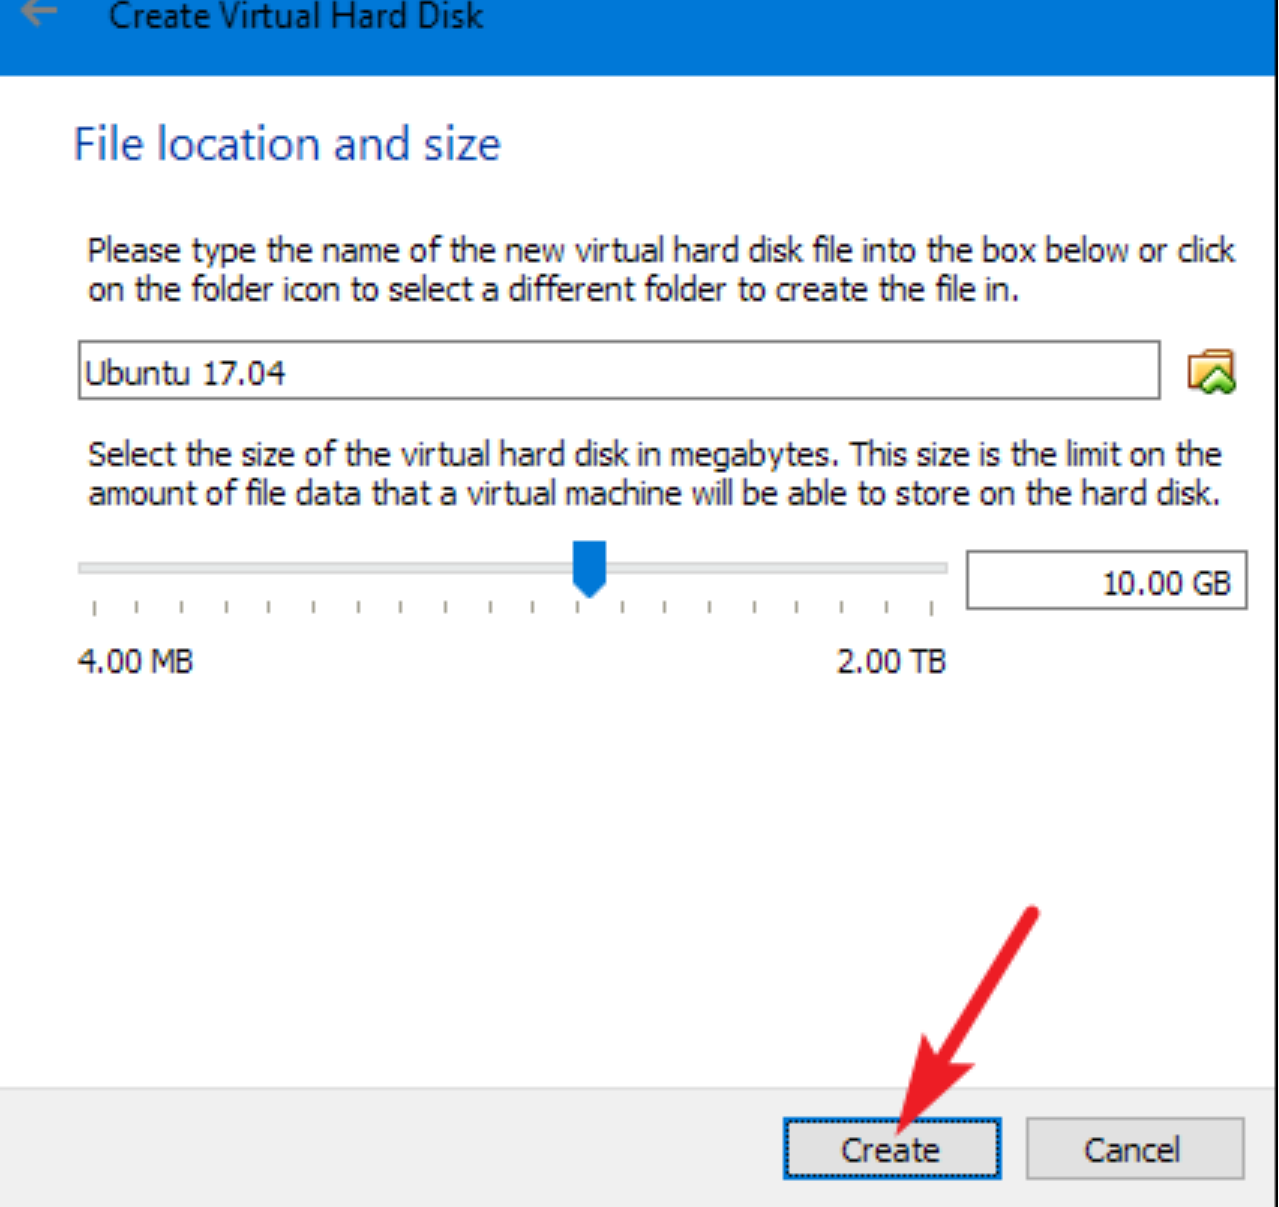 Create Virtual Hard Disk
File location and size
Please type the name of the new virtual hard disk file into the box below or click
on the folder icon to select a different folder to create the file in.
Ubuntu 17.04
Select the size of the virtual hard disk in megabytes. This size is the limit on the
amount of file data that a virtual machine will be able to store on the hard disk.
10.00 GB
4.00 MB 2.00 TB
Create Cancel